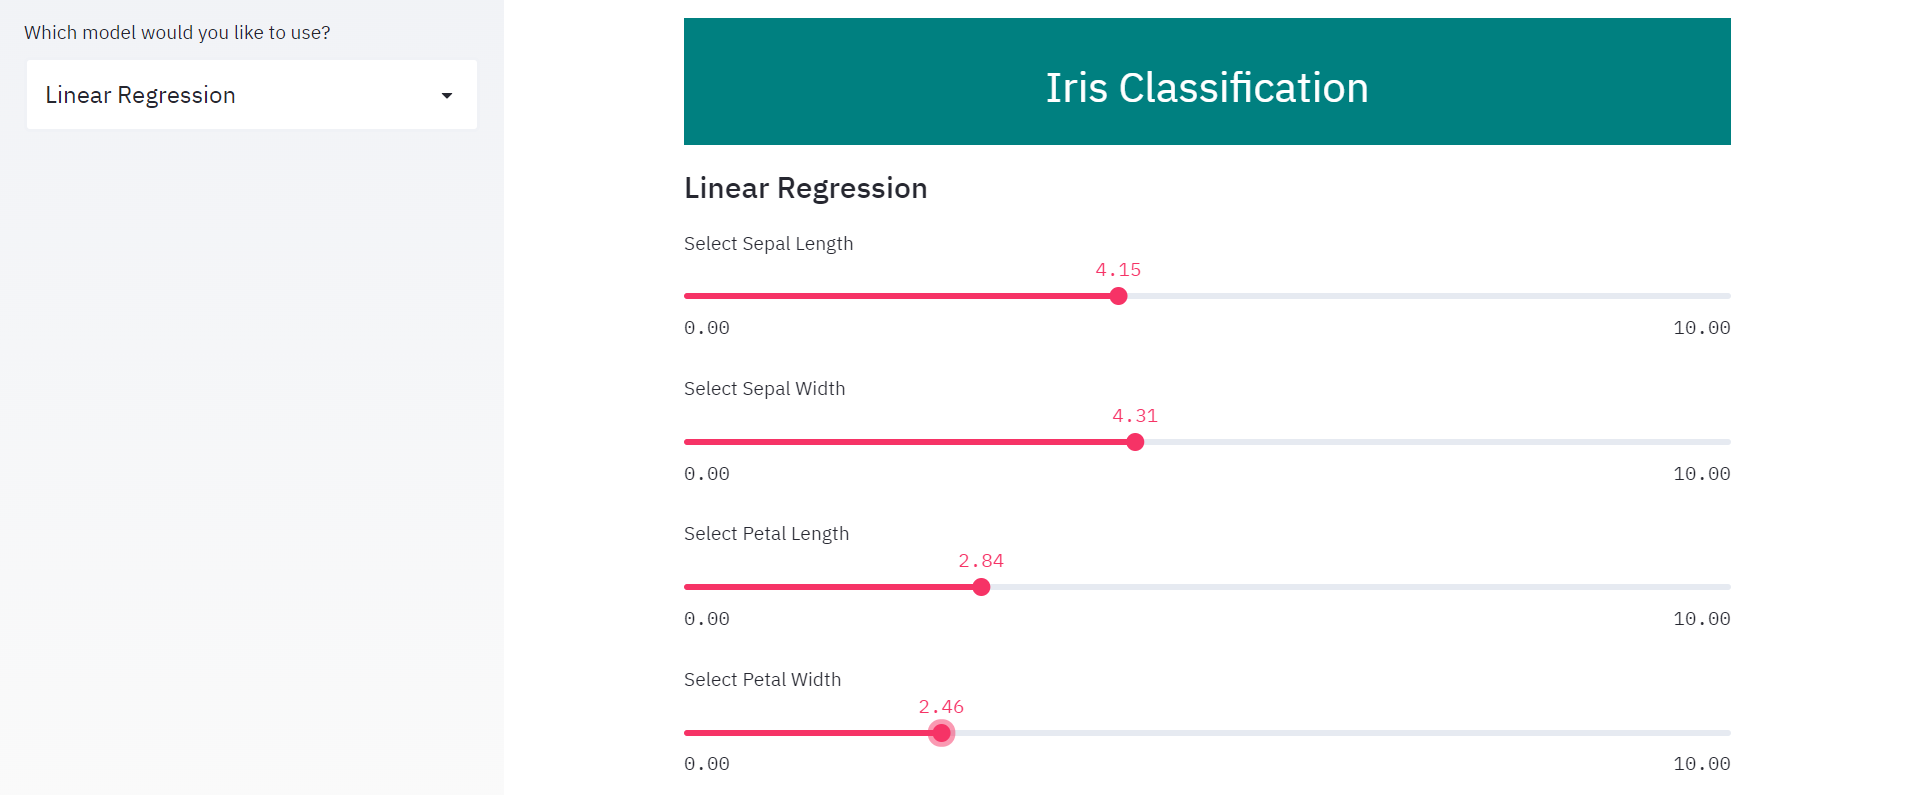 Which model would you like to use?
Linear Regression
Iris Classification
Linear Regression
Select Sepal Length
4.15
0.00 10.00
Select Sepal Width
4.31
0.00 10.00
Select Petal Length
2.84
0.00 10.00
Select Petal Width
2.46
0.00 10.00